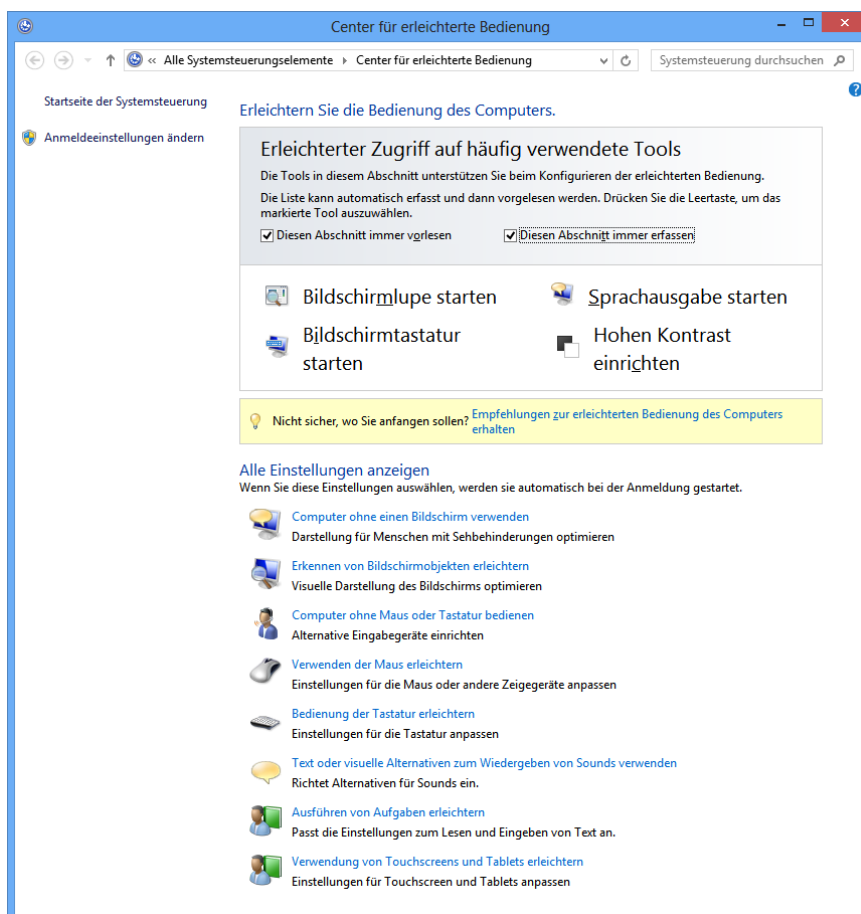 Center für erleichterte Bedienung
« Alle Systemsteuerungselemente Center für erleichterte Bedienung
Systemsteuerung durchsuchen
Startseite der Systemsteuerung
Anmeldeeinstellungen ändern
Erleichtern Sie die Bedienung des Computers.
Erleichterter Zugriff auf häufig verwendete Tools
Die Tools in diesem Abschnitt unterstützen Sie beim Konfigurieren der erleichterten Bedienung.
Die Liste kann automatisch erfasst und dann vorgelesen werden. Drücken Sie die Leertaste, um das
markierte Tool auszuwählen.
Diesen Abschnitt immer vorlesen
Diesen Abschnitt immer erfassen
Bildschirmlupe starten
Sprachausgabe starten
Bildschirmtastatur
starten
Hohen Kontrast
einrichten
Nicht sicher, wo Sie anfangen sollen?
Empfehlungen zur erleichterten Bedienung des Computers
erhalten
Alle Einstellungen anzeigen
Wenn Sie diese Einstellungen auswählen, werden sie automatisch bei der Anmeldung gestartet.
Computer ohne einen Bildschirm verwenden
Darstellung für Menschen mit Sehbehinderungen optimieren
Erkennen von Bildschirmobjekten erleichtern
Visuelle Darstellung des Bildschirms optimieren
Computer ohne Maus oder Tastatur bedienen
Alternative Eingabegeräte einrichten
Verwenden der Maus erleichtern
Einstellungen für die Maus oder andere Zeigegeräte anpassen
Bedienung der Tastatur erleichtern
Einstellungen für die Tastatur anpassen
Text oder visuelle Alternativen zum Wiedergeben von Sounds verwenden
Richtet Alternativen für Sounds ein.
Ausführen von Aufgaben erleichtern
Passt die Einstellungen zum Lesen und Eingeben von Text an.
Verwendung von Touchscreens und Tablets erleichtern
Einstellungen für Touchscreen und Tablets anpassen